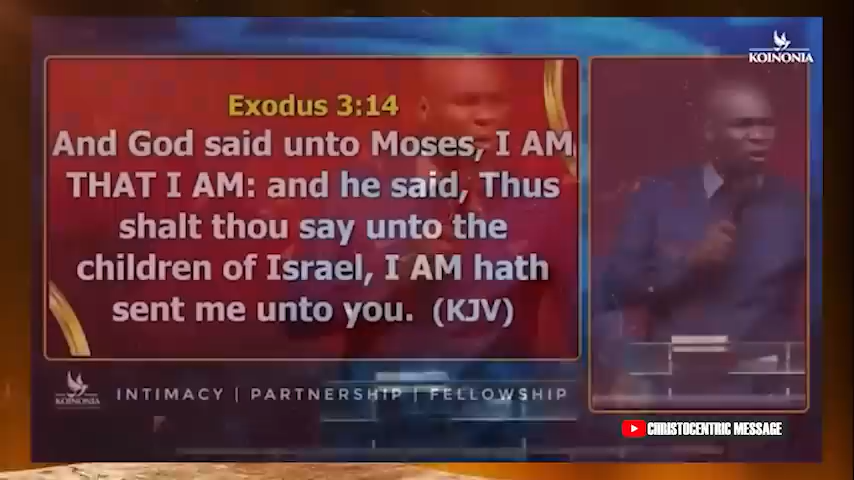 KOINONIA
Exodus 3:14
And God said unto Moses, I AM
THAT I AM: and he said, Thus
shalt thou say unto the
children of Israel, I AM hath
sent me unto you. (KJV)
KOINONIA
INTIMACY | PARTNERSHIP | FELLOWSHIP
CHRISTOCENTRIC MESSAGE